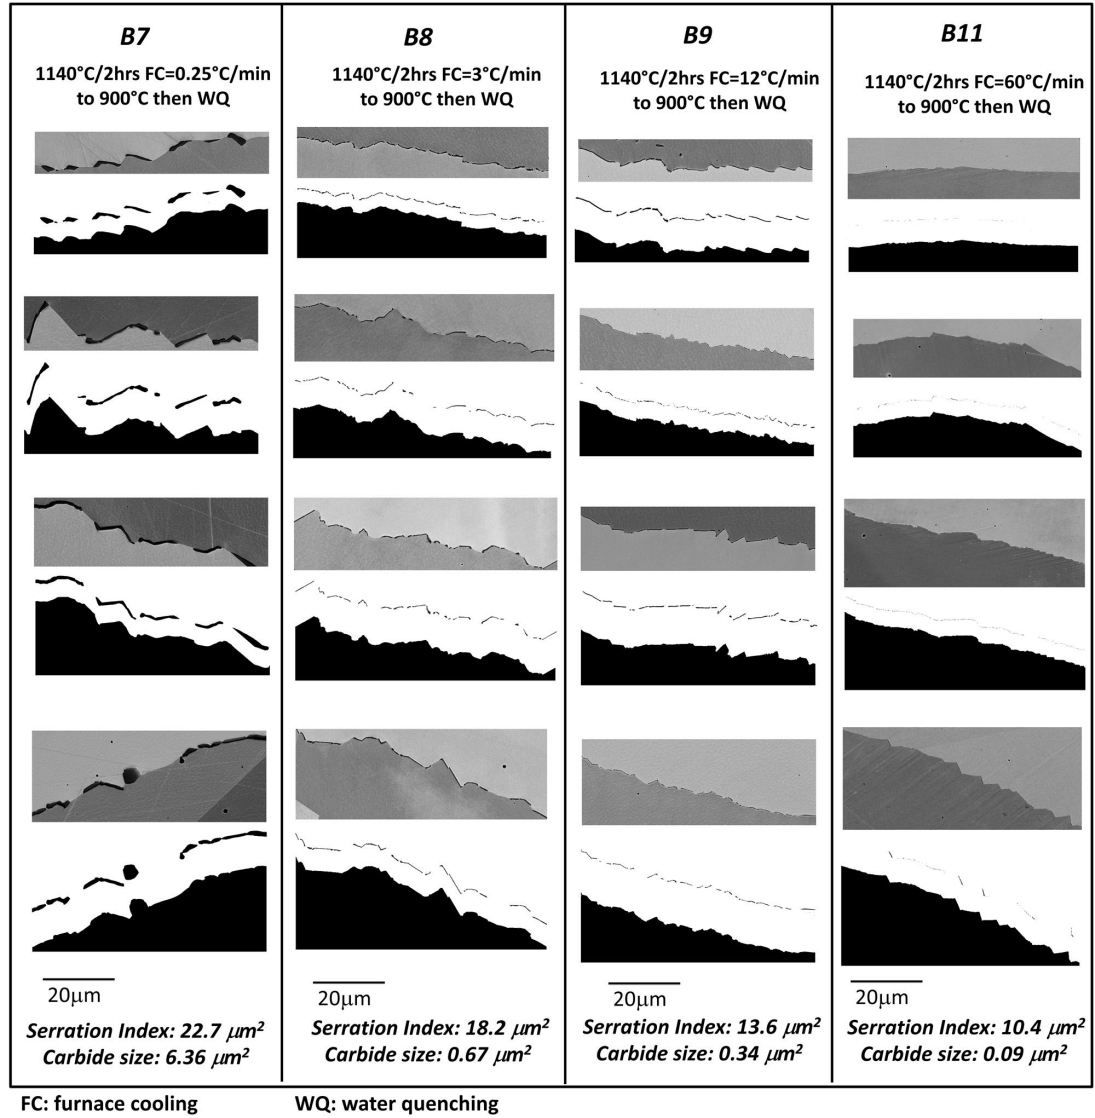 B7
1140°C/2hrs FC=0.25°C/min
to 900°C then WQ
20μm
Serration Index: 22.7 μm²
Carbide size: 6.36 μm²
B8
1140°C/2hrs FC=3°C/min
to 900°C then WQ
20μm
Serration Index: 18.2 μm²
Carbide size: 0.67 μm²
B9
1140°C/2hrs FC=12°C/min
to 900°C then WQ
20μm
Serration Index: 13.6 μm²
Carbide size: 0.34 μm²
B11
1140°C/2hrs FC=60°C/min
to 900°C then WQ
20μm
Serration Index: 10.4 μm²
Carbide size: 0.09 μm²
FC: furnace cooling
WQ: water quenching